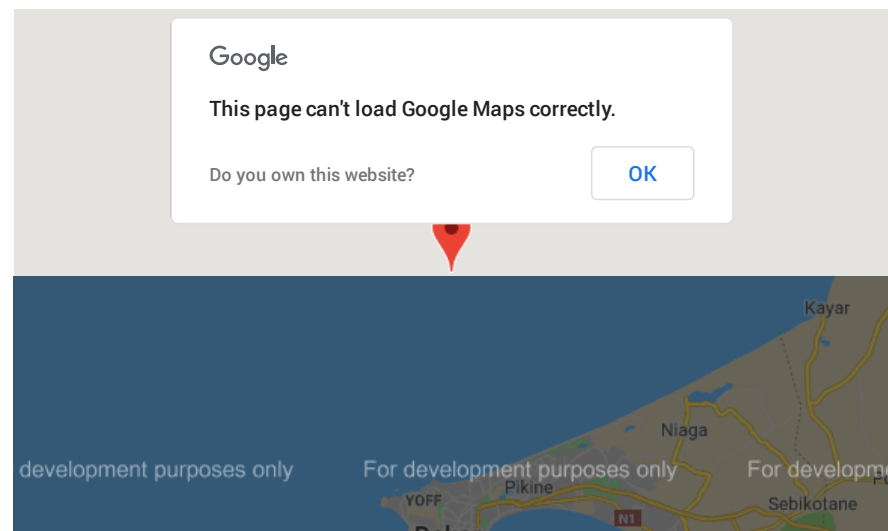 Google
This page can't load Google Maps correctly.
Do you own this website?
OK
Kayar
Niaga
development purposes only
For development purposes only
For developme
Pikine
YOFF
Sebikotane
N1